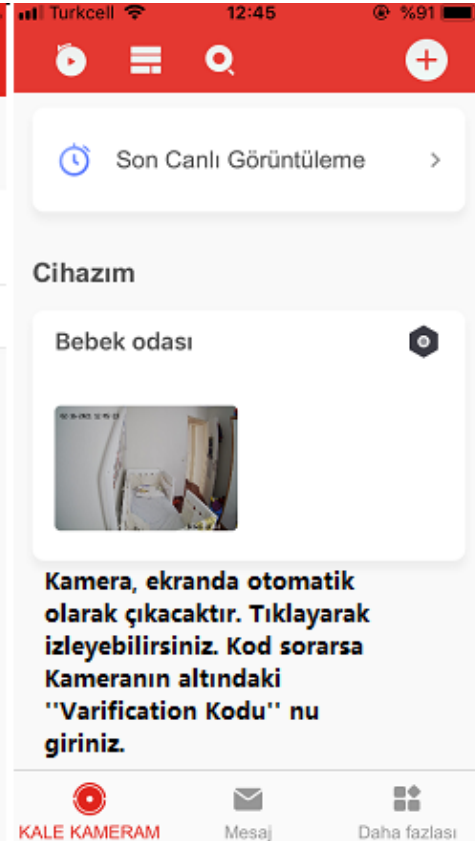 Turkcell 12:45 %91
Son Canlı Görüntüleme
Cihazım
Bebek odası
Kamera, ekranda otomatik
olarak çıkacaktır. Tıklayarak
izleyebilirsiniz. Kod sorarsa
Kameranın altındaki
''Varification Kodu'' nu
giriniz.
KALE KAMERAM Mesaj Daha fazlası